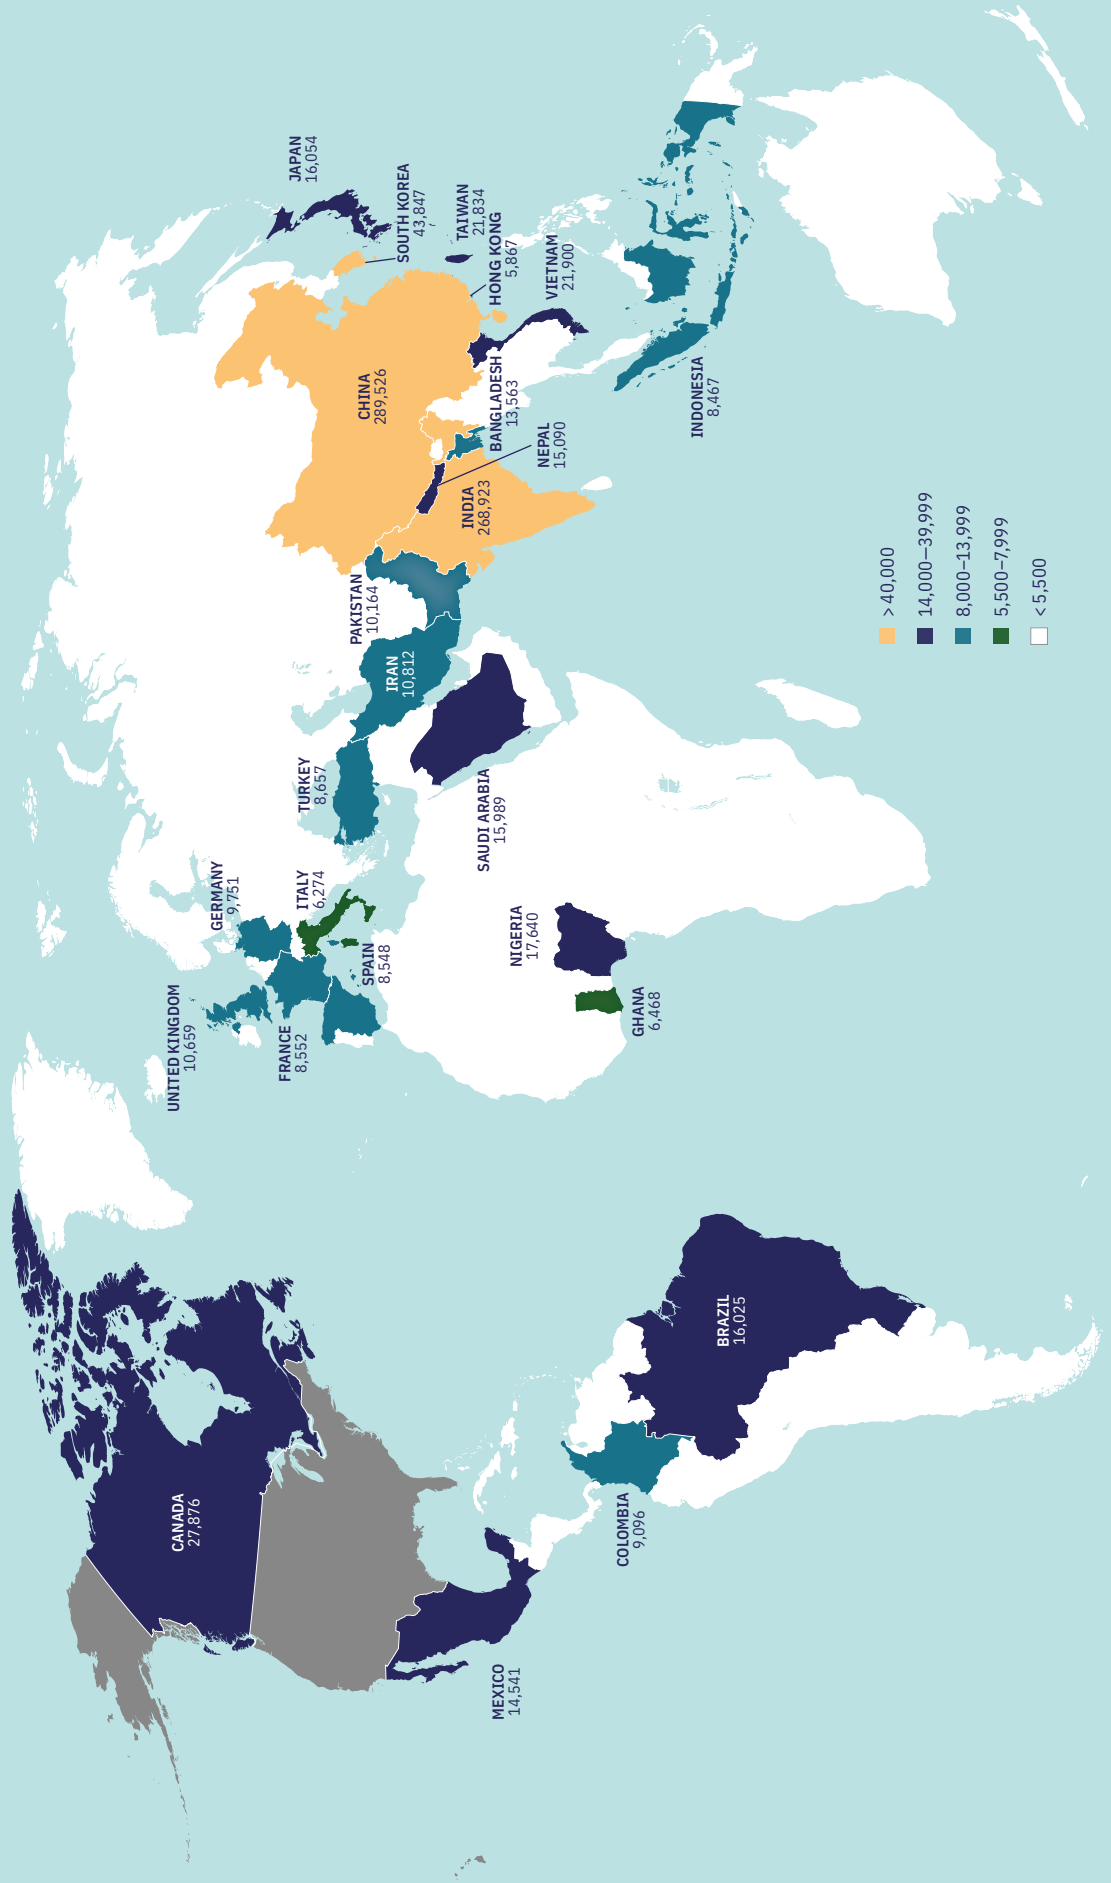 CANADA
27,876
MEXICO
14,541
COLOMBIA
9,096
BRAZIL
16,025
UNITED KINGDOM
10,659
FRANCE
8,552
GERMANY
9,751
ITALY
6,274
SPAIN
8,548
GHANA
6,468
NIGERIA
17,640
TURKEY
8,657
SAUDI ARABIA
15,989
IRAN
10,812
PAKISTAN
10,164
INDIA
268,923
NEPAL
15,090
BANGLADESH
13,563
CHINA
289,526
INDONESIA
8,467
VIETNAM
21,900
HONG KONG
5,867
TAIWAN
21,834
SOUTH KOREA
43,847
JAPAN
16,054
> 40,000
14,000—39,999
8,000–13,999
5,500–7,999
< 5,500